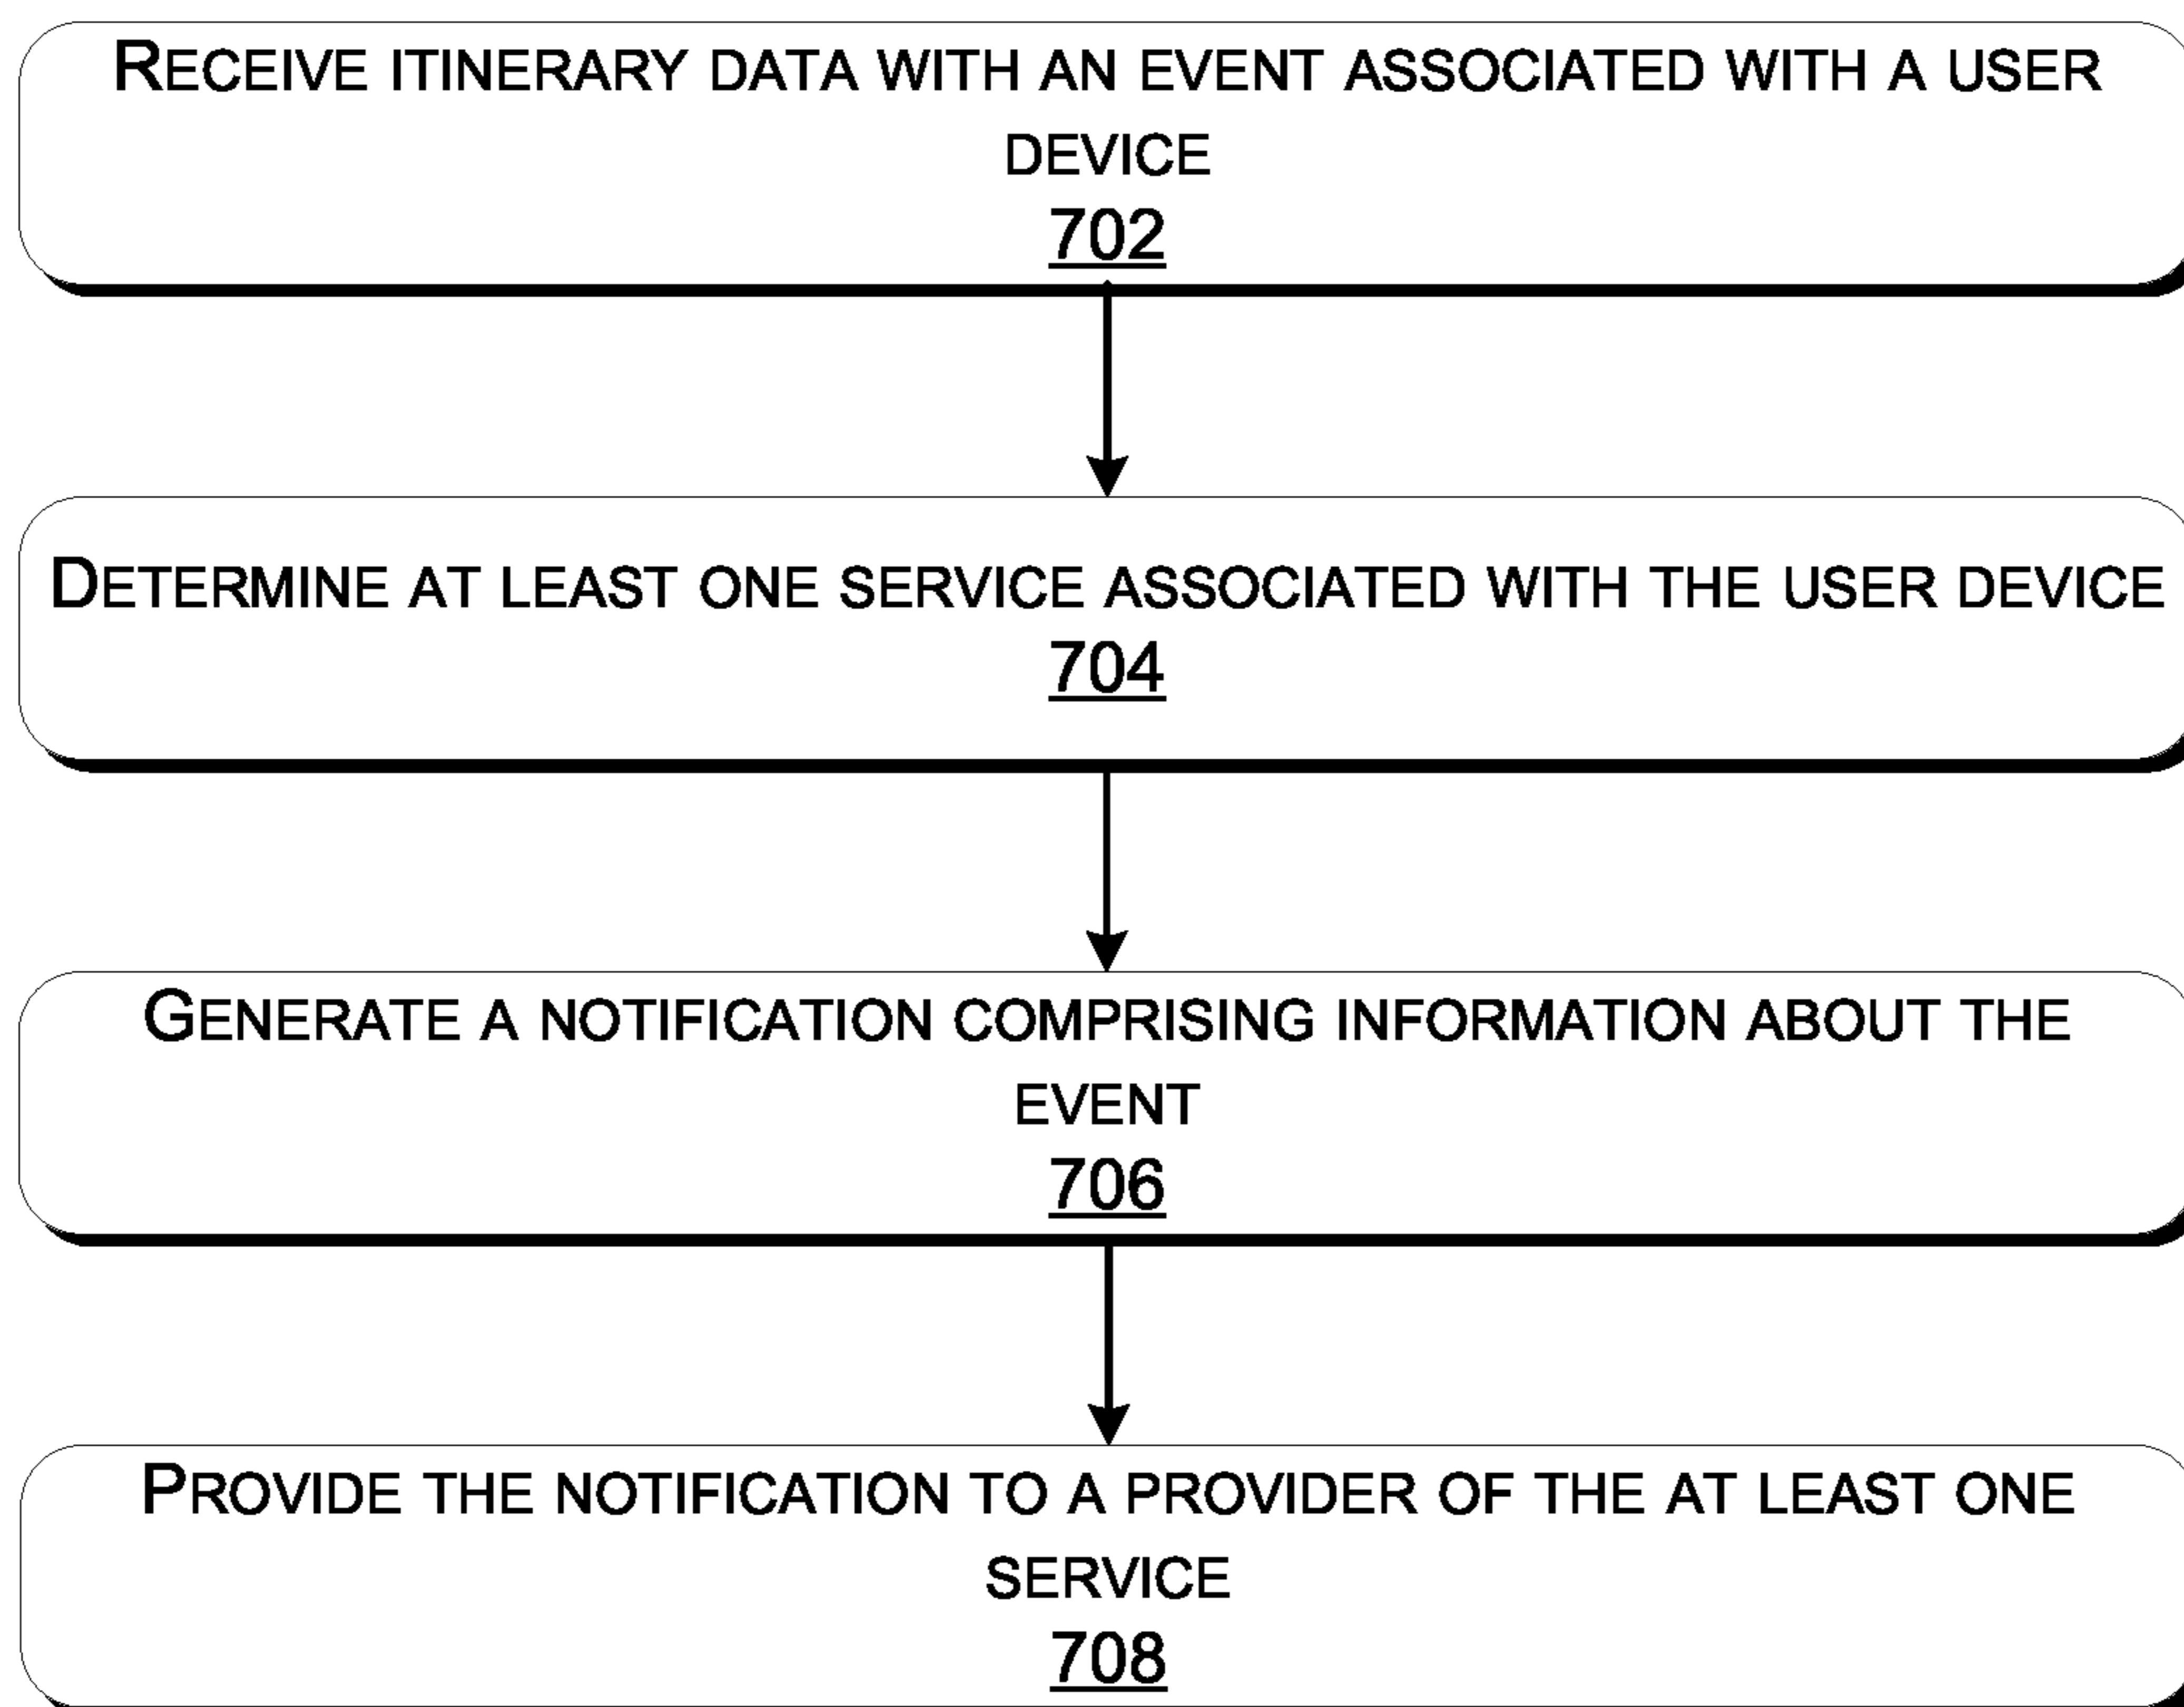 RECEIVE ITINERARY DATA WITH AN EVENT ASSOCIATED WITH A USER
DEVICE
702
DETERMINE AT LEAST ONE SERVICE ASSOCIATED WITH THE USER DEVICE
704
GENERATE A NOTIFICATION COMPRISING INFORMATION ABOUT THE
EVENT
706
PROVIDE THE NOTIFICATION TO A PROVIDER OF THE AT LEAST ONE
SERVICE
708